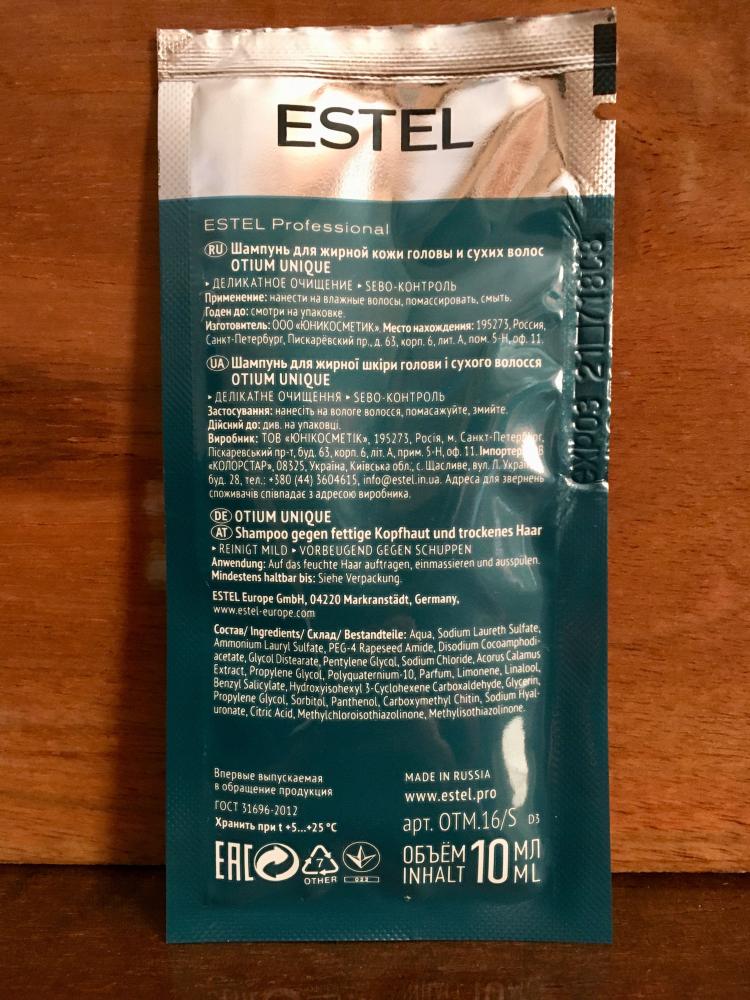 ESTEL
ESTEL Professional
RU Шампунь для жирной кожи головы и сухих волос
OTIUM UNIQUE
▸ ДЕЛИКАТНОЕ ОЧИЩЕНИЕ ▸ SEBO-КОНТРОЛЬ
Применение: нанести на влажные волосы, помассировать, смыть.
Годен до: смотри на упаковке.
Изготовитель: ООО «ЮНИКОСМЕТИК». Место нахождения: 195273, Россия,
Санкт-Петербург, Пискарёвский пр., д. 63, корп. 6, лит. А, пом. 5-Н, оф. 11.
UA Шампунь для жирної шкіри голови і сухого волосся
OTIUM UNIQUE
▸ ДЕЛІКАТНЕ ОЧИЩЕННЯ ▸ SEBO-КОНТРОЛЬ
Застосування: нанесіть на вологе волосся, помасажуйте, змийте.
Дійсний до: див. на упаковці.
Виробник: ТОВ «ЮНІКОСМЕТІК», 195273, Росія, м. Санкт-Петербург,
Піскаревський пр-т, буд. 63, корп. 6, літ. А, прим. 5-Н, оф. 11. Імпортер:
«КОЛОРСТАР», 08325, Україна, Київська обл., с. Щасливе, вул. Л.
буд. 28, тел.: +380 (44) 3604615, info@estel.in.ua. Адреса для звернень
споживачів співпадає з адресою виробника.
DE OTIUM UNIQUE
AT Shampoo gegen fettige Kopfhaut und trockenes Haar
▸ REINIGT MILD ▸ VORBEUGEND GEGEN SCHUPPEN
Anwendung: Auf das feuchte Haar auftragen, einmassieren und ausspülen.
Mindestens haltbar bis: Siehe Verpackung.
ESTEL Europe GmbH, 04220 Markranstädt, Germany,
www.estel-europe.com
Состав/ Ingredients/ Склад/ Bestandteile: Aqua, Sodium Laureth Sulfate,
Ammonium Lauryl Sulfate, PEG-4 Rapeseed Amide, Disodium Cocoamphodi-
acetate, Glycol Distearate, Pentylene Glycol, Sodium Chloride, Acorus Calamus
Extract, Propylene Glycol, Polyquaternium-10, Parfum, Limonene, Linalool,
Benzyl Salicylate, Hydroxyisohexyl 3-Cyclohexene Carboxaldehyde, Glycerin,
Propylene Glycol, Sorbitol, Panthenol, Carboxymethyl Chitin, Sodium Hyal-
uronate, Citric Acid, Methylchloroisothiazolinone, Methylisothiazolinone.
Впервые выпускаемая
в обращение продукция
ГОСТ 31696-2012
Хранить при t +5...+25 °C
EAC
7
OTHER
022
MADE IN RUSSIA
www.estel.pro
арт. OTM.16/S D3
ОБЪЁМ 10 МЛ
INHALT ML